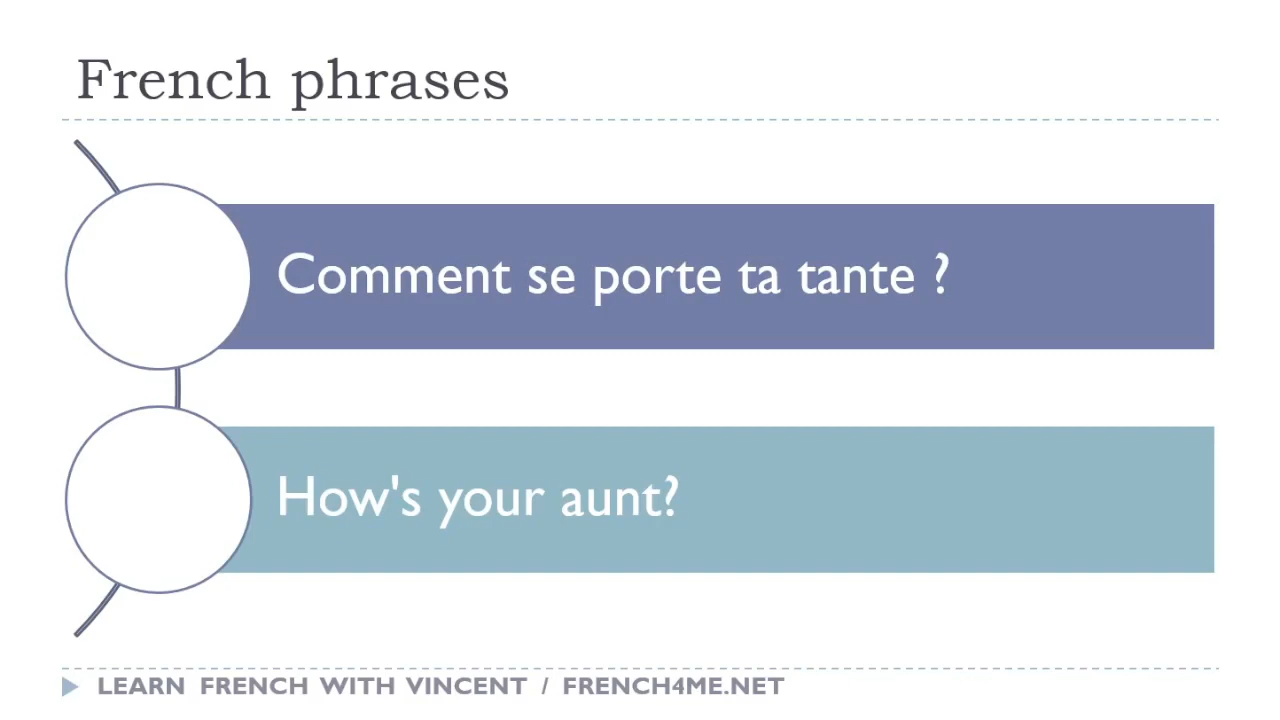 French phrases
Comment se porte ta tante ?
How's your aunt?
LEARN FRENCH WITH VINCENT / FRENCH4ME.NET